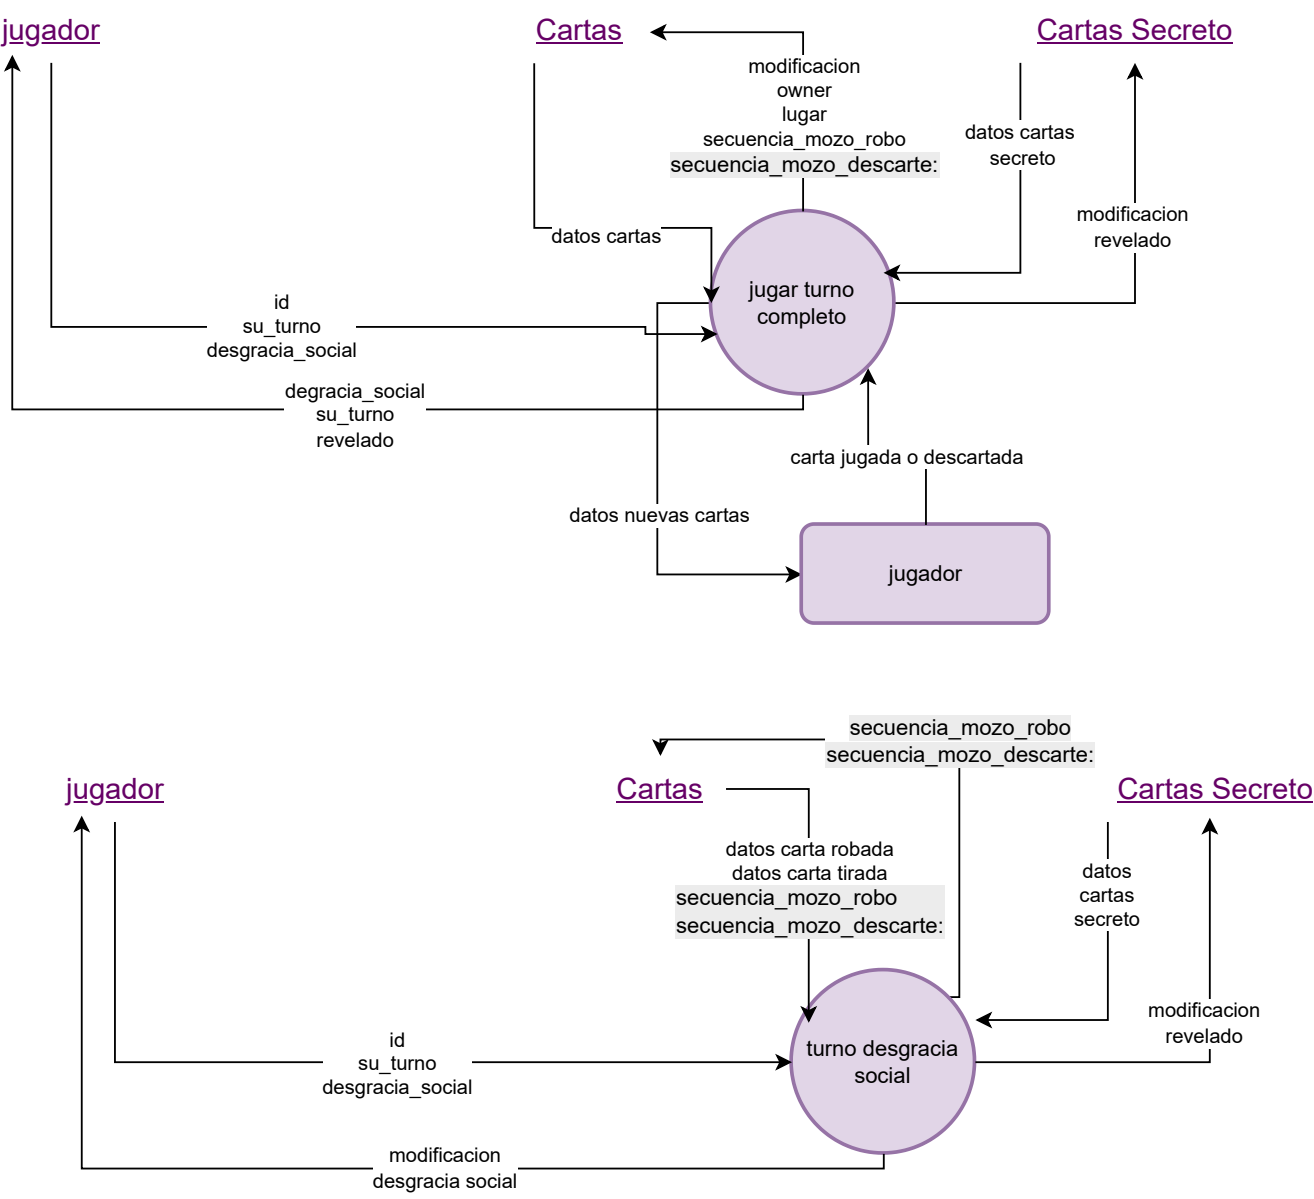 jugador
Cartas
Cartas Secreto
modificacion
owner
lugar
secuencia_mozo_robo
secuencia_mozo_descarte:
datos cartas
secreto
modificacion
revelado
datos cartas
jugar turno
completo
id
su_turno
desgracia_social
degracia_social
su_turno
revelado
carta jugada o descartada
datos nuevas cartas
jugador
secuencia_mozo_robo
secuencia_mozo_descarte:
jugador
Cartas
Cartas Secreto
datos carta robada
datos carta tirada
secuencia_mozo_robo
secuencia_mozo_descarte:
datos
cartas
secreto
modificacion
revelado
turno desgracia
social
id
su_turno
desgracia_social
modificacion
desgracia social